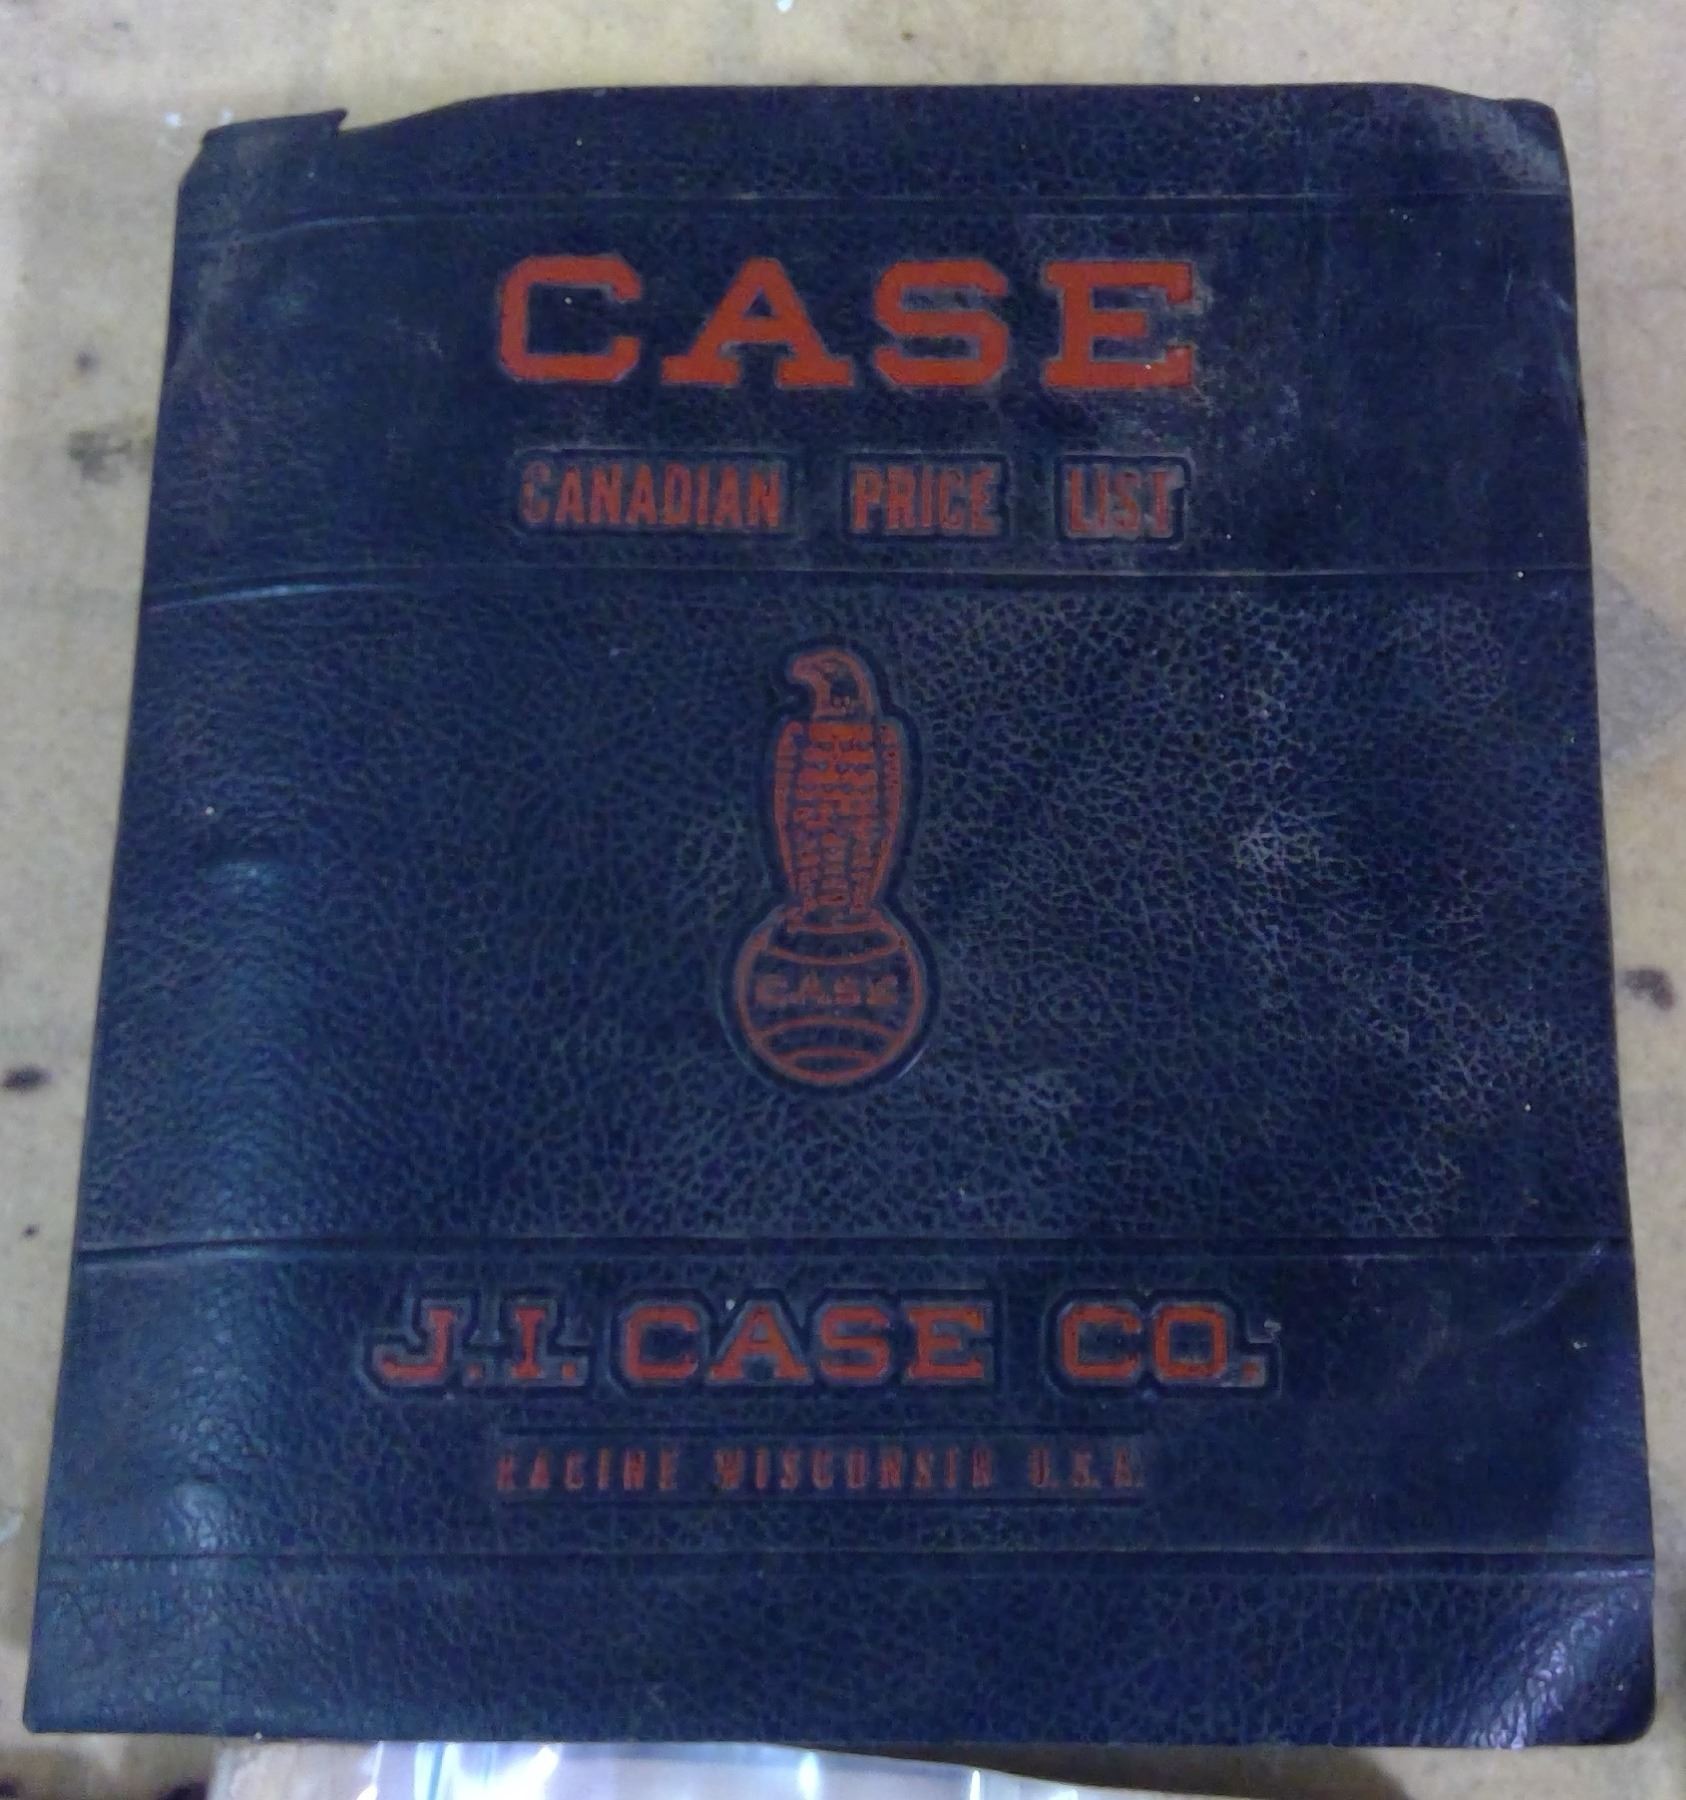 CASE
CANADIAN PRICE LIST
CASE
J.I. CASE CO.
RACINE WISCONSIN U.S.A.